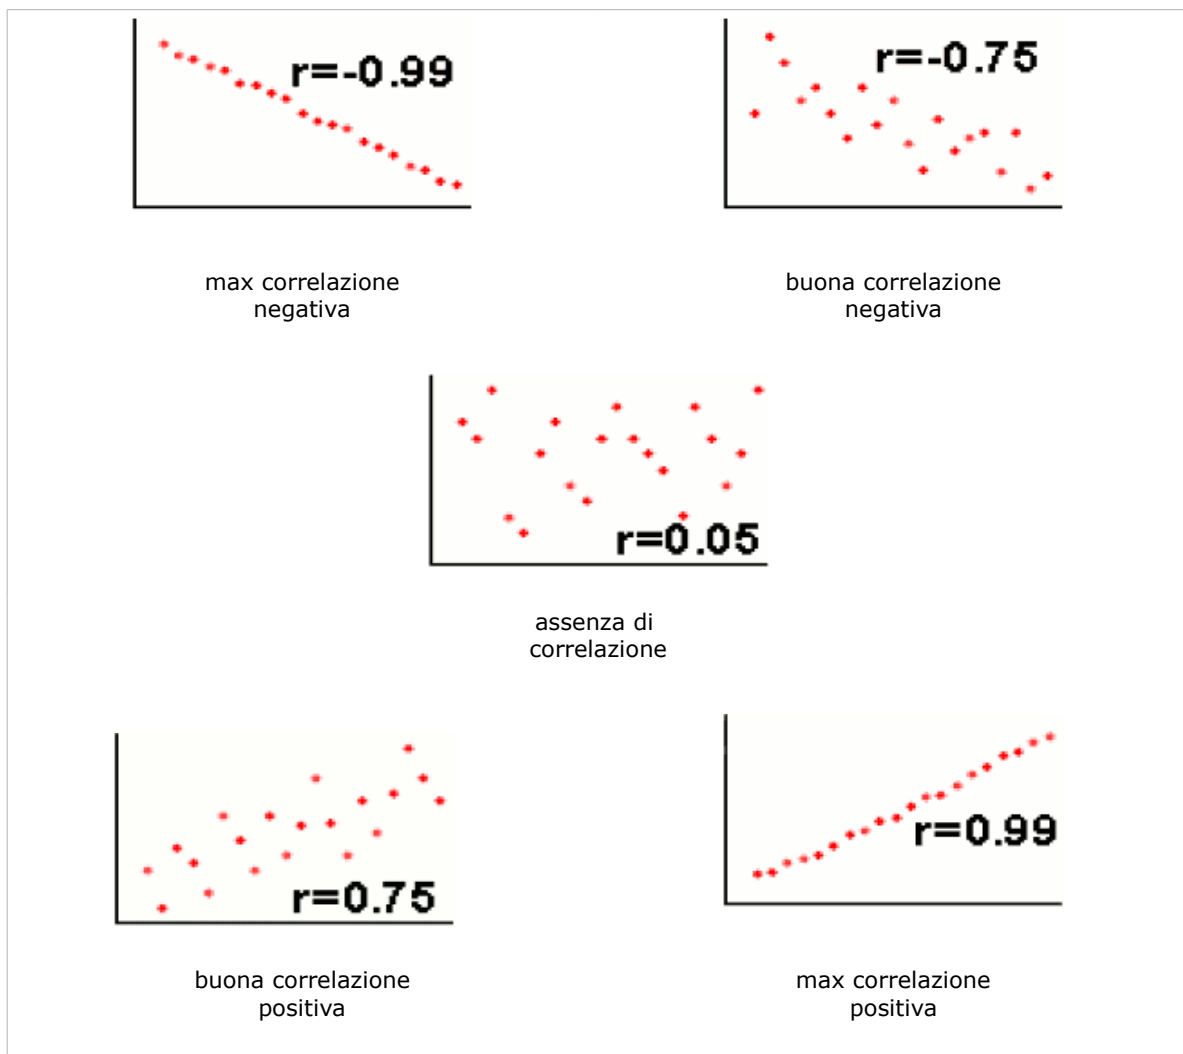 r=-0.99
max correlazione
negativa
r=-0.75
buona correlazione
negativa
r=0.05
assenza di
correlazione
r=0.75
buona correlazione
positiva
r=0.99
max correlazione
positiva